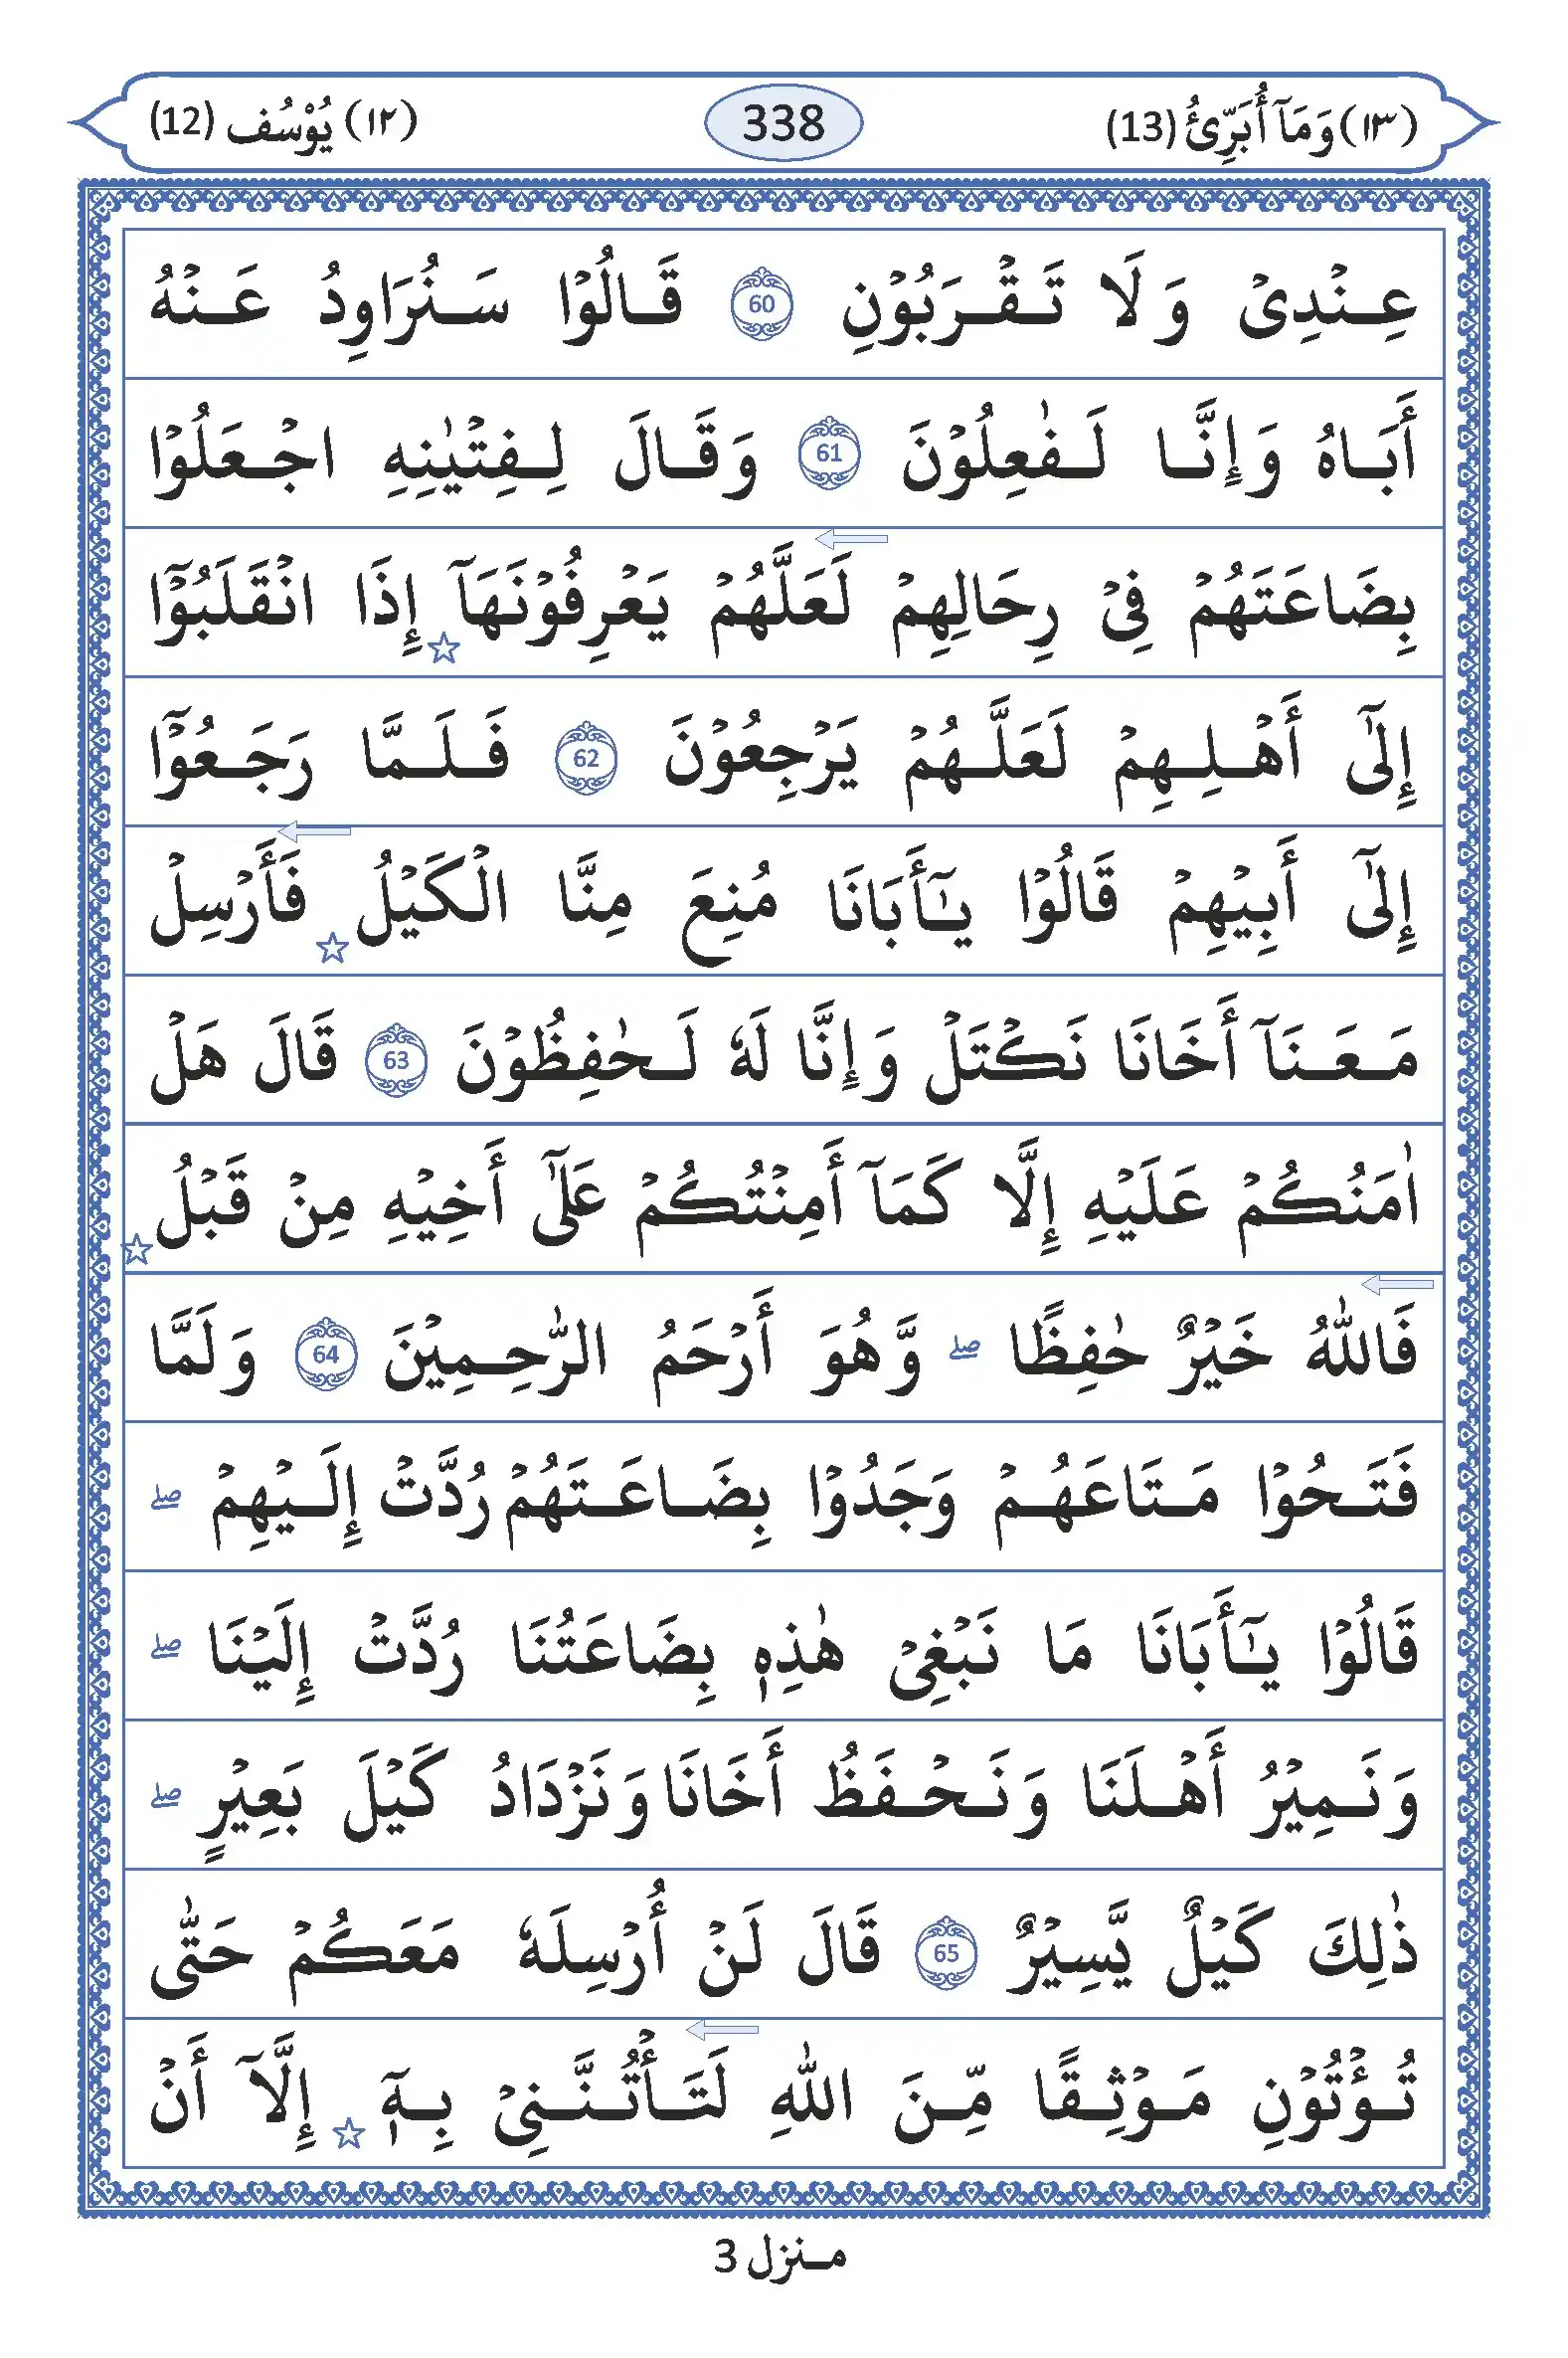 (١٣) وَمَآ أُبَرِّئُ (13) 338 (١٢) يُوْسُف (12)
عِنْدِىْ وَلَا تَقْرَبُوْنِ 60 قَالُوْا سَنُرَاوِدُ عَنْهُ
أَبَاهُ وَإِنَّا لَفٰعِلُوْنَ 61 وَقَالَ لِفِتْيٰنِهِ اجْعَلُوْا
بِضَاعَتَهُمْ فِىْ رِحَالِهِمْ لَعَلَّهُمْ يَعْرِفُوْنَهَآ ☆ إِذَا انْقَلَبُوْٓا
إِلٰٓى أَهْلِهِمْ لَعَلَّهُمْ يَرْجِعُوْنَ 62 فَلَمَّا رَجَعُوْٓا
إِلٰٓى أَبِيْهِمْ قَالُوْا يٰٓأَبَانَا مُنِعَ مِنَّا الْكَيْلُ ☆ فَأَرْسِلْ
مَعَنَآ أَخَانَا نَكْتَلْ وَإِنَّا لَهٗ لَحٰفِظُوْنَ 63 قَالَ هَلْ
اٰمَنُكُمْ عَلَيْهِ إِلَّا كَمَآ أَمِنْتُكُمْ عَلٰٓى أَخِيْهِ مِنْ قَبْلُ ☆
فَاللّٰهُ خَيْرٌ حٰفِظًا ۖ وَّهُوَ أَرْحَمُ الرّٰحِمِيْنَ 64 وَلَمَّا
فَتَحُوْا مَتَاعَهُمْ وَجَدُوْا بِضَاعَتَهُمْ رُدَّتْ إِلَيْهِمْ ۖ
قَالُوْا يٰٓأَبَانَا مَا نَبْغِىْ هٰذِهٖ بِضَاعَتُنَا رُدَّتْ إِلَيْنَا ۖ
وَنَمِيْرُ أَهْلَنَا وَنَحْفَظُ أَخَانَا وَنَزْدَادُ كَيْلَ بَعِيْرٍ ۖ
ذٰلِكَ كَيْلٌ يَّسِيْرٌ 65 قَالَ لَنْ أُرْسِلَهٗ مَعَكُمْ حَتّٰى
تُؤْتُوْنِ مَوْثِقًا مِّنَ اللّٰهِ لَتَأْتُنَّنِىْ بِهٖٓ ☆ إِلَّآ أَنْ
منزل 3